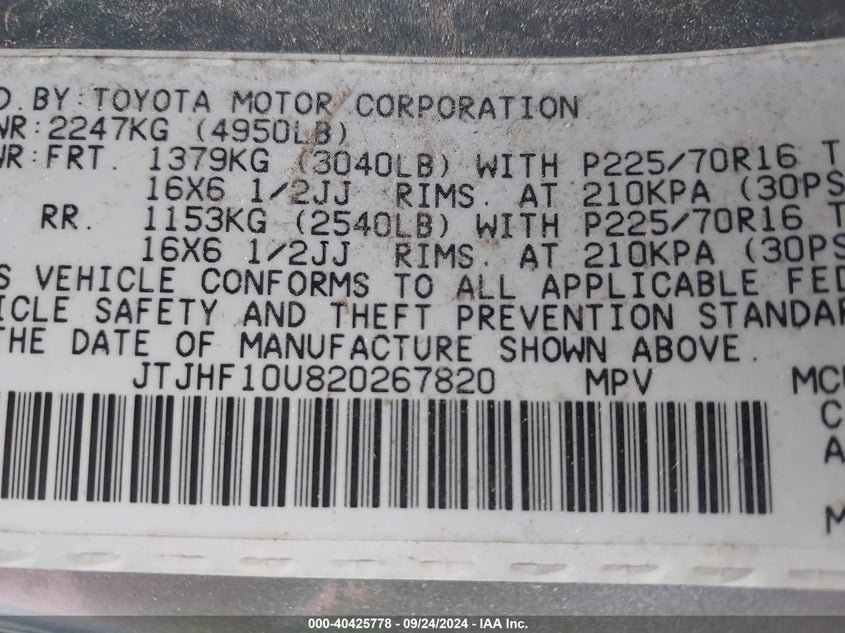 D. BY: TOYOTA MOTOR CORPORATION
WR: 2247KG (4950LB)
WR: FRT. 1379KG (3040LB) WITH P225/70R16 T
16X6 1/2JJ RIMS. AT 210KPA (30PS
RR. 1153KG (2540LB) WITH P225/70R16 T
16X6 1/2JJ RIMS. AT 210KPA (30PS
S VEHICLE CONFORMS TO ALL APPLICABLE FED
ICLE SAFETY AND THEFT PREVENTION STANDAR
THE DATE OF MANUFACTURE SHOWN ABOVE.
JTJHF10U820267820 MPV MCU
C
A
M
000-40425778 - 09/24/2024 - IAA Inc.